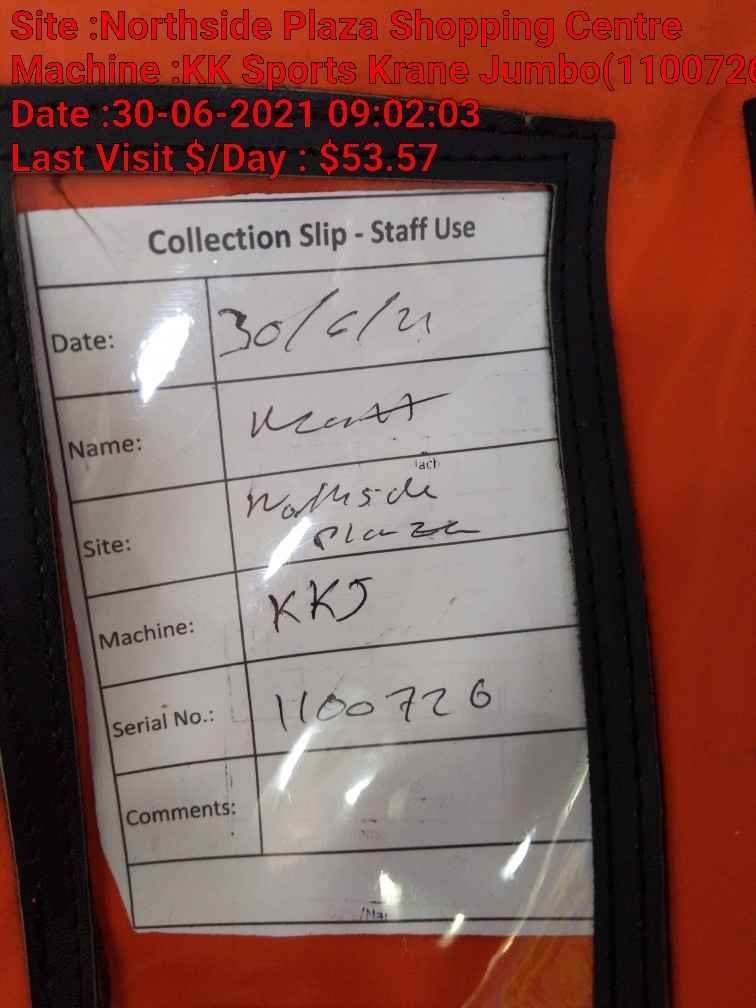 Site :Northside Plaza Shopping Centre
Machine :KK Sports Krane Jumbo(1100726
Date :30-06-2021 09:02:03
Last Visit $/Day : $53.57
Collection Slip - Staff Use
Date: 30/6/21
Name:
Site: Northside
Plaza
Machine: KKJ
Serial No.: 1100726
Comments: